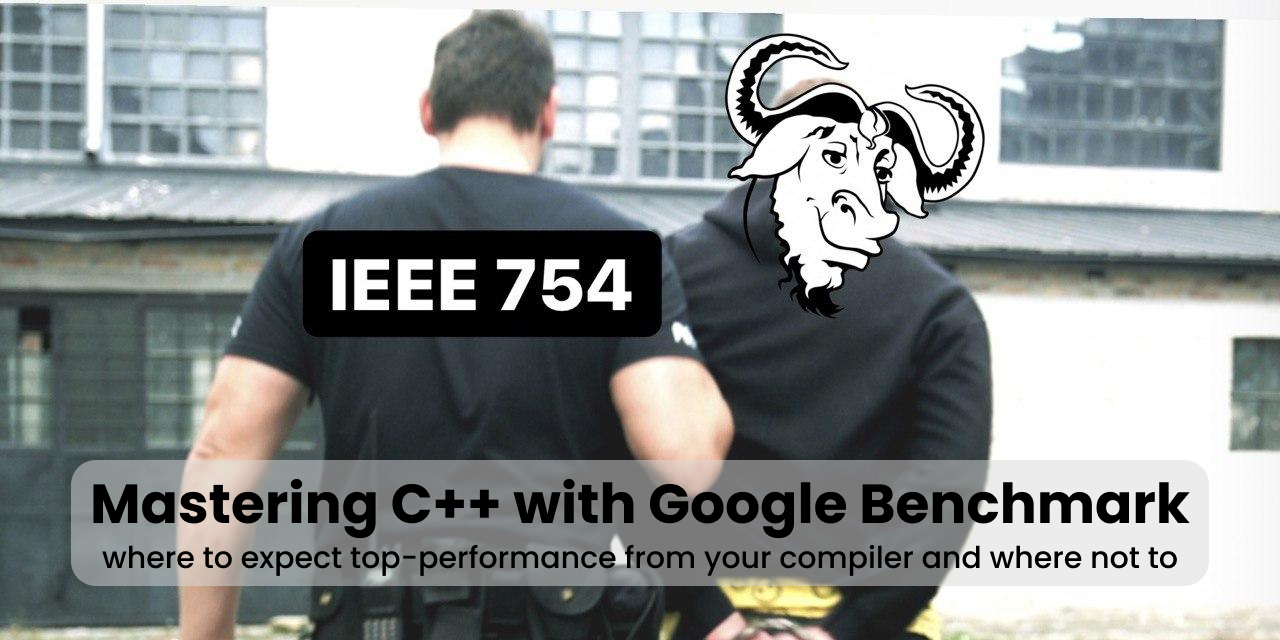 IEEE 754
Mastering C++ with Google Benchmark
where to expect top-performance from your compiler and where not to